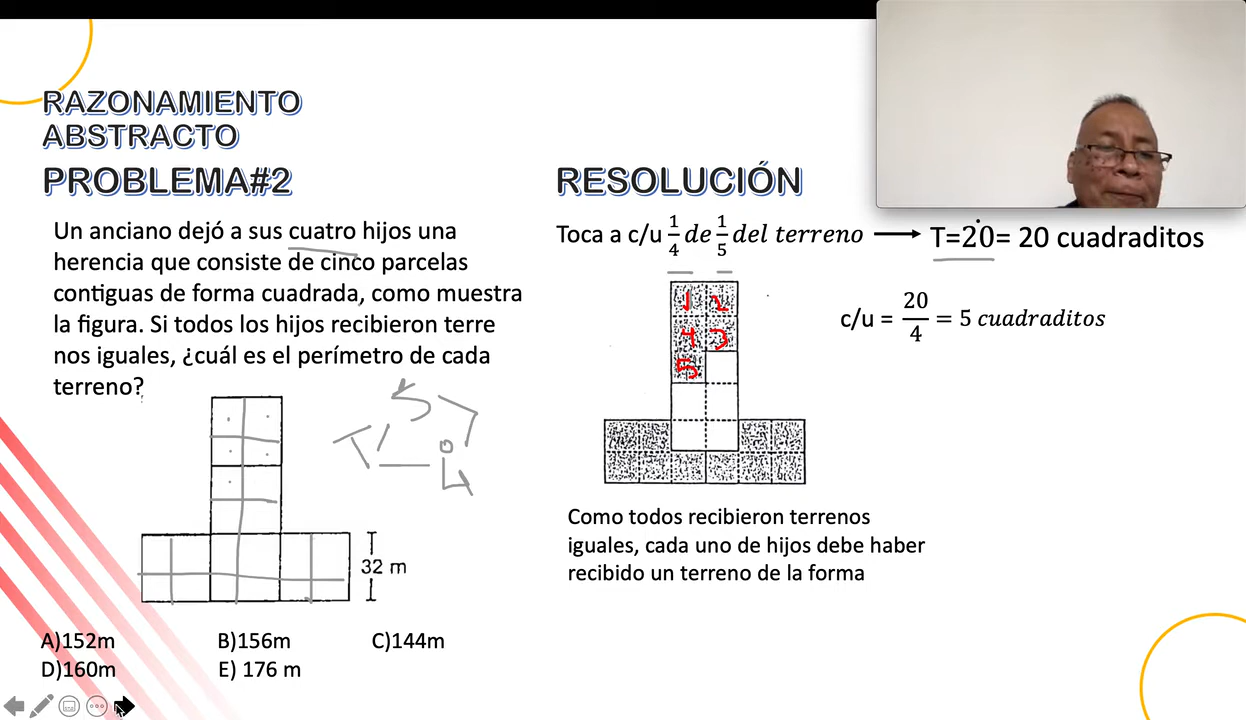 RAZONAMIENTO
ABSTRACTO
PROBLEMA#2
Un anciano dejó a sus cuatro hijos una
herencia que consiste de cinco parcelas
contiguas de forma cuadrada, como muestra
la figura. Si todos los hijos recibieron terre
nos iguales, ¿cuál es el perímetro de cada
terreno?
5
4
32 m
A)152m B)156m C)144m
D)160m E) 176 m
RESOLUCIÓN
Toca a c/u 1/4 de 1/5 del terreno → T=2̇0= 20 cuadraditos
c/u = 20/4 = 5 cuadraditos
1 2
4 3
5
Como todos recibieron terrenos
iguales, cada uno de hijos debe haber
recibido un terreno de la forma